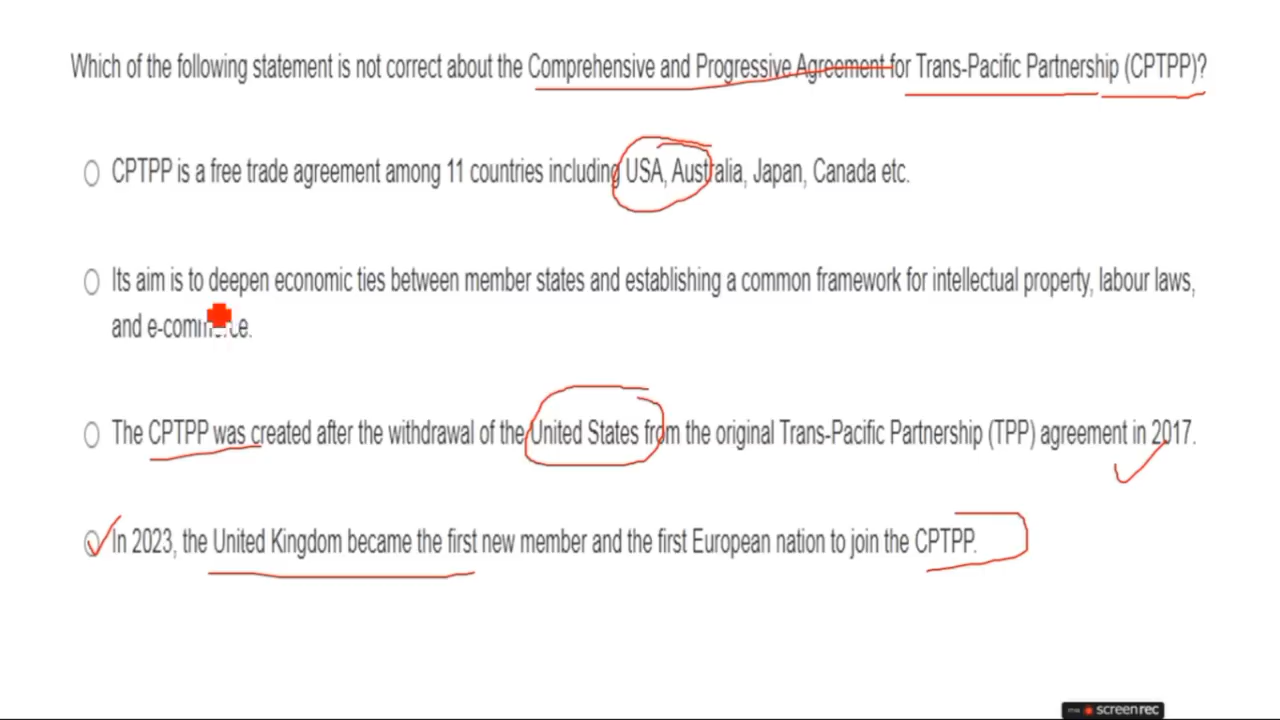 Which of the following statement is not correct about the Comprehensive and Progressive Agreement for Trans-Pacific Partnership (CPTPP)?
CPTPP is a free trade agreement among 11 countries including USA, Australia, Japan, Canada etc.
Its aim is to deepen economic ties between member states and establishing a common framework for intellectual property, labour laws,
and e-commerce.
The CPTPP was created after the withdrawal of the United States from the original Trans-Pacific Partnership (TPP) agreement in 2017.
In 2023, the United Kingdom became the first new member and the first European nation to join the CPTPP.
screenrec